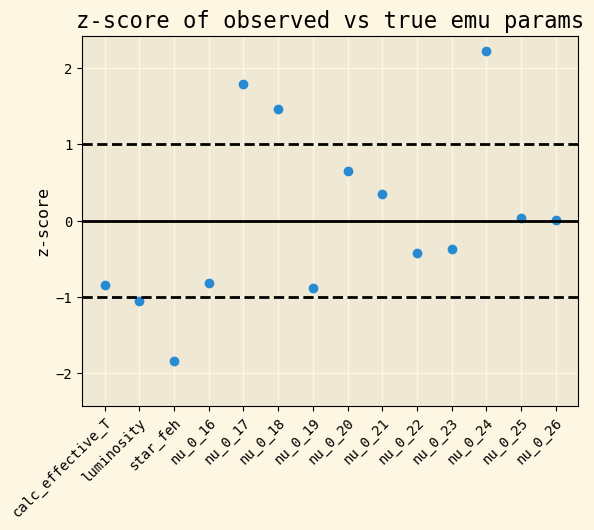 z-score of observed vs true emu params
z-score
2
1
0
−1
−2
calc_effective_T
luminosity
star_feh
nu_0_16
nu_0_17
nu_0_18
nu_0_19
nu_0_20
nu_0_21
nu_0_22
nu_0_23
nu_0_24
nu_0_25
nu_0_26